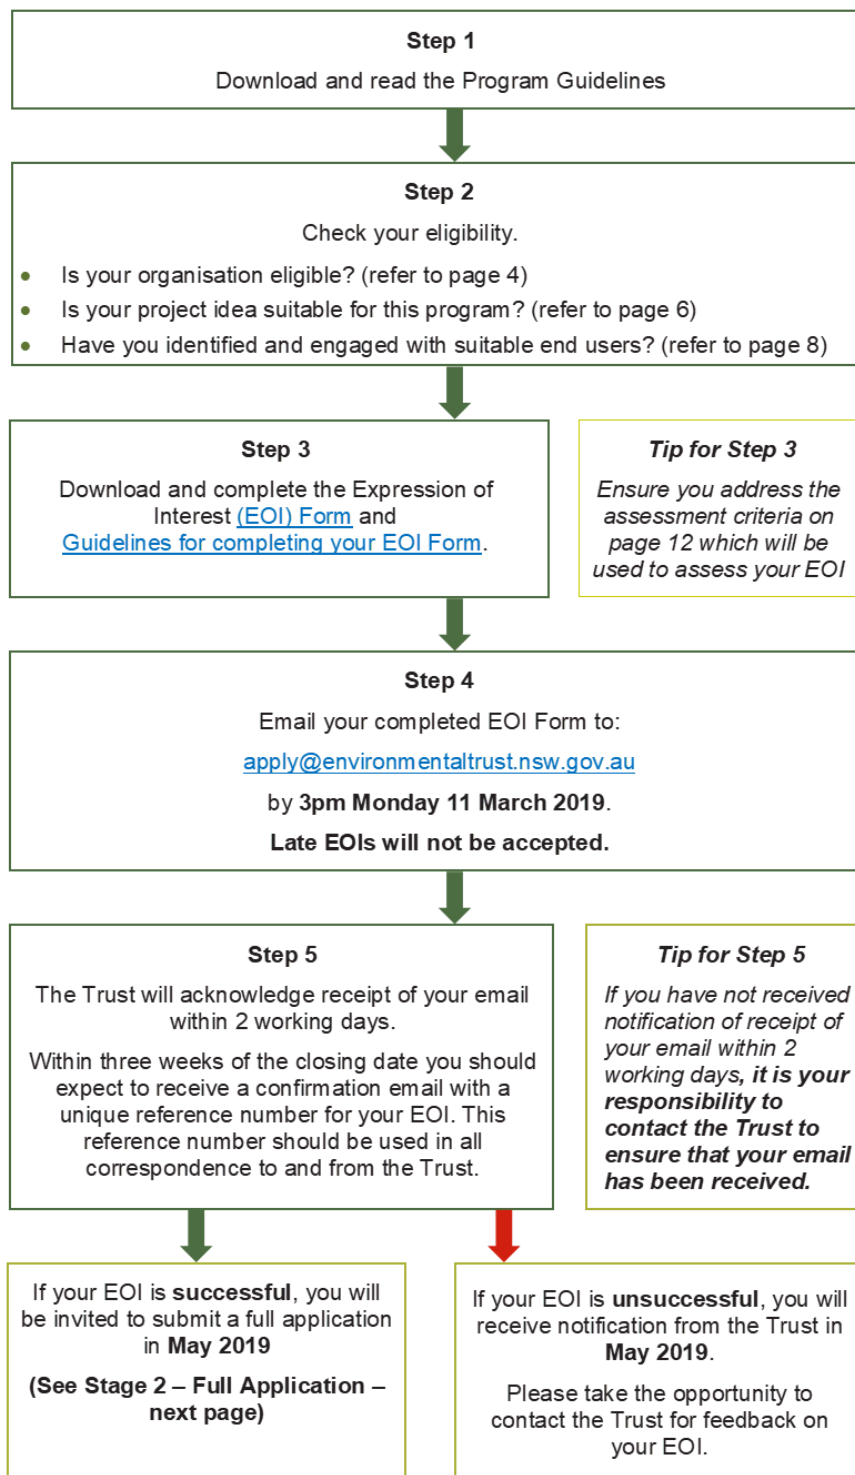 Step 1
Download and read the Program Guidelines
Step 2
Check your eligibility.
• Is your organisation eligible? (refer to page 4)
• Is your project idea suitable for this program? (refer to page 6)
• Have you identified and engaged with suitable end users? (refer to page 8)
Step 3
Download and complete the Expression of
Interest (EOI) Form and
Guidelines for completing your EOI Form.
Tip for Step 3
Ensure you address the
assessment criteria on
page 12 which will be
used to assess your EOI
Step 4
Email your completed EOI Form to:
apply@environmentaltrust.nsw.gov.au
by 3pm Monday 11 March 2019.
Late EOIs will not be accepted.
Step 5
The Trust will acknowledge receipt of your email
within 2 working days.
Within three weeks of the closing date you should
expect to receive a confirmation email with a
unique reference number for your EOI. This
reference number should be used in all
correspondence to and from the Trust.
Tip for Step 5
If you have not received
notification of receipt of
your email within 2
working days, it is your
responsibility to
contact the Trust to
ensure that your email
has been received.
If your EOI is successful, you will
be invited to submit a full application
in May 2019
(See Stage 2 – Full Application –
next page)
If your EOI is unsuccessful, you will
receive notification from the Trust in
May 2019.
Please take the opportunity to
contact the Trust for feedback on
your EOI.